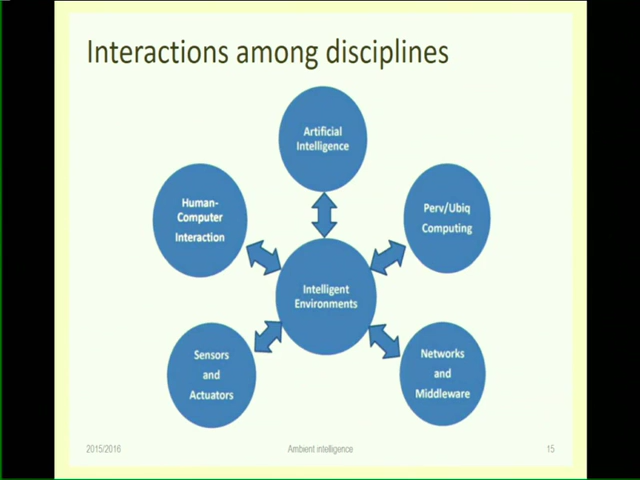 Interactions among disciplines
Artificial
Intelligence
Human-
Computer
Interaction
Perv/Ubiq
Computing
Intelligent
Environments
Sensors
and
Actuators
Networks
and
Middleware
2015/2016
Ambient intelligence
15